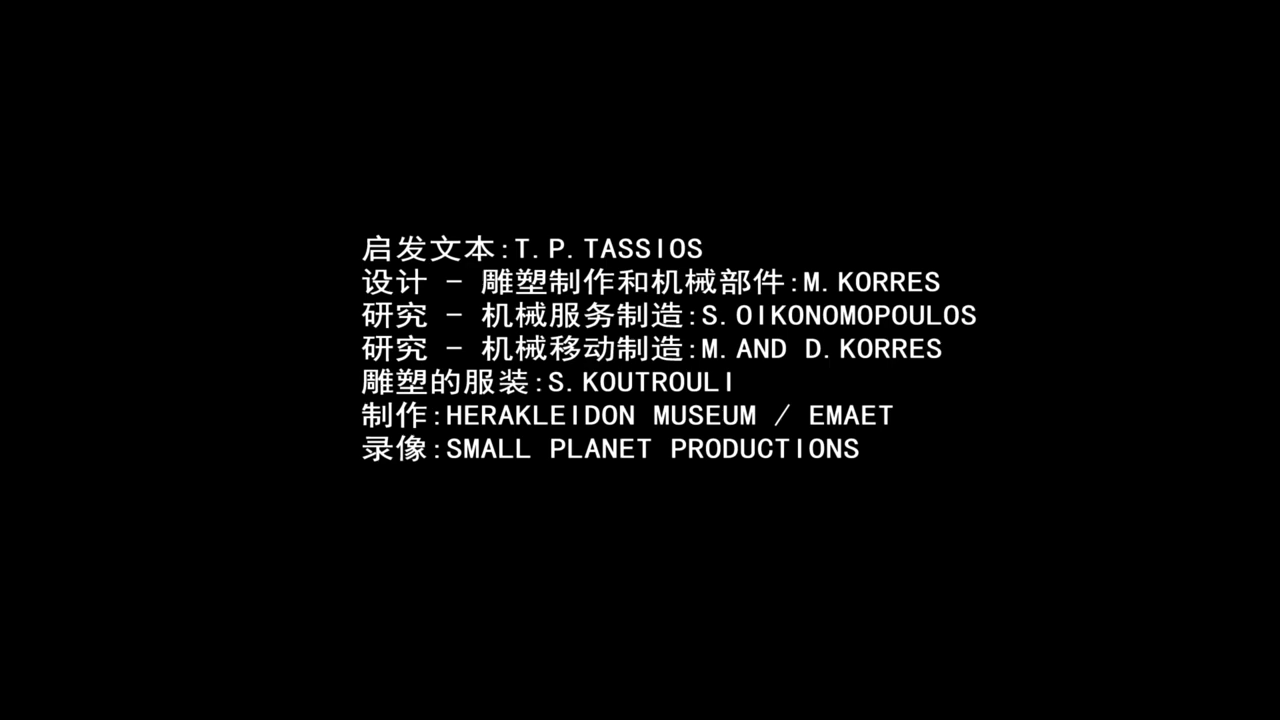 启发文本:T.P.TASSIOS
设计 - 雕塑制作和机械部件:M.KORRES
研究 - 机械服务制造:S.OIKONOMOPOULOS
研究 - 机械移动制造:M.AND D.KORRES
雕塑的服装:S.KOUTROULI
制作:HERAKLEIDON MUSEUM / EMAET
录像:SMALL PLANET PRODUCTIONS